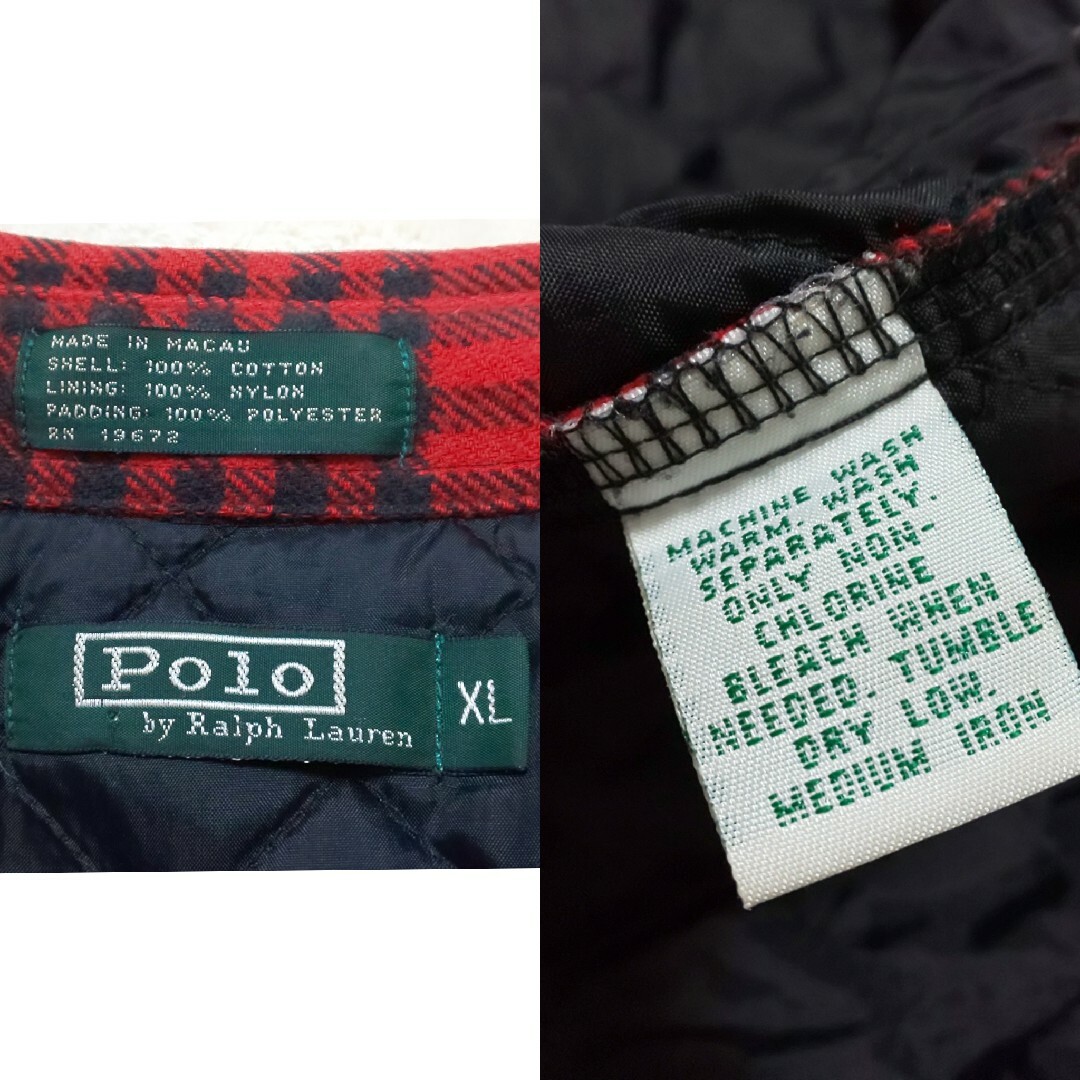 MADE IN MACAU
SHELL: 100% COTTON
LINING: 100% NYLON
PADDING: 100% POLYESTER
RN 19672
Polo
by Ralph Lauren
XL
MACHINE WASH
WARM. WASH
SEPARATELY.
ONLY NON-
CHLORINE
BLEACH WHEN
NEEDED. TUMBLE
DRY LOW.
MEDIUM IRON